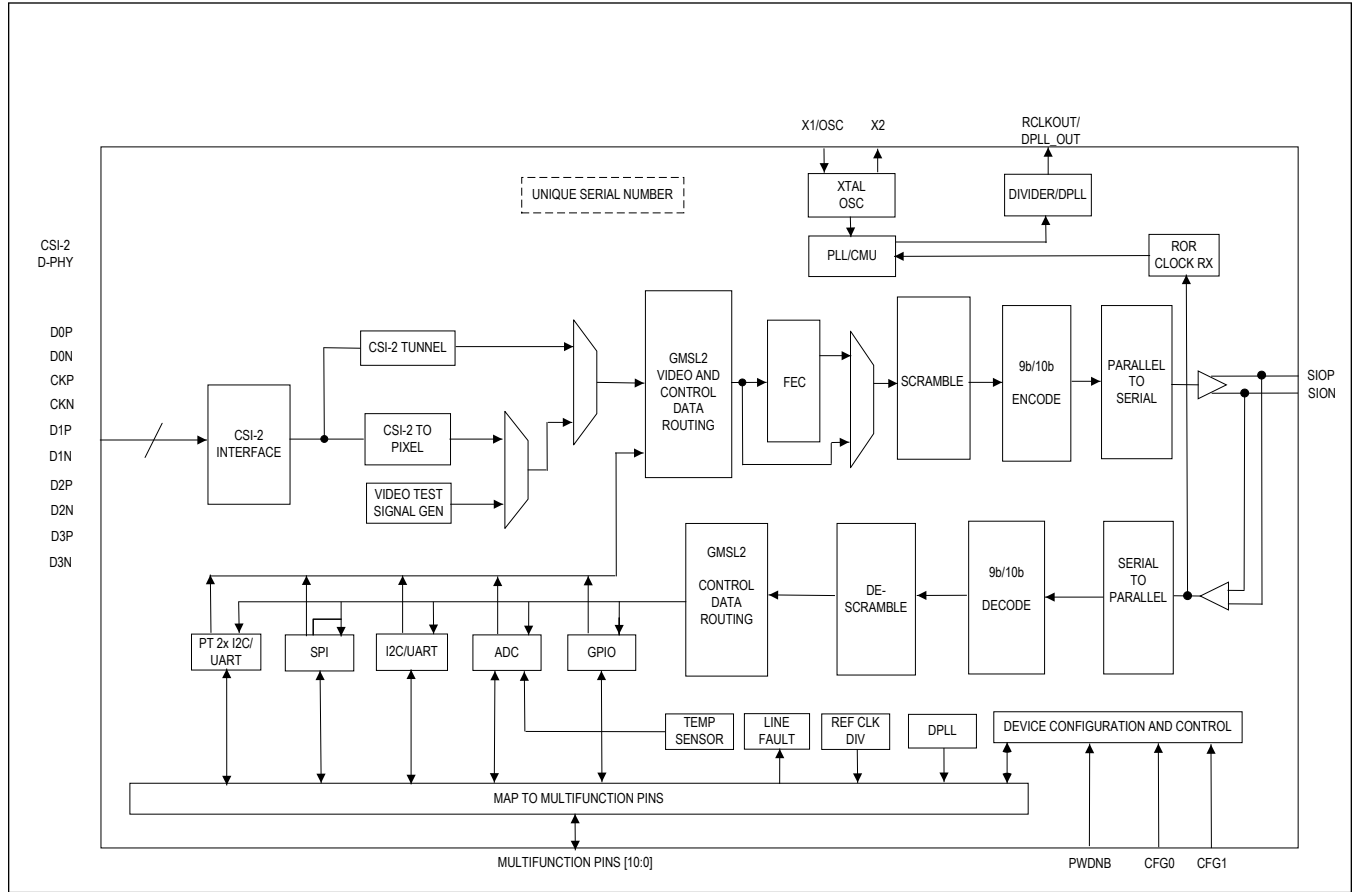 X1/OSC
X2
RCLKOUT/
DPLL_OUT
UNIQUE SERIAL NUMBER
XTAL
OSC
DIVIDER/DPLL
CSI-2
D-PHY
PLL/CMU
ROR
CLOCK RX
D0P
D0N
CKP
CKN
D1P
D1N
D2P
D2N
D3P
D3N
CSI-2
INTERFACE
CSI-2 TUNNEL
CSI-2 TO
PIXEL
VIDEO TEST
SIGNAL GEN
GMSL2
VIDEO AND
CONTROL
DATA
ROUTING
FEC
SCRAMBLE
9b/10b
ENCODE
PARALLEL
TO
SERIAL
SIOP
SION
GMSL2
CONTROL
DATA
ROUTING
DE-
SCRAMBLE
9b/10b
DECODE
SERIAL
TO
PARALLEL
PT 2x I2C/
UART
SPI
I2C/UART
ADC
GPIO
TEMP
SENSOR
LINE
FAULT
REF CLK
DIV
DPLL
DEVICE CONFIGURATION AND CONTROL
MAP TO MULTIFUNCTION PINS
MULTIFUNCTION PINS [10:0]
PWDNB
CFG0
CFG1